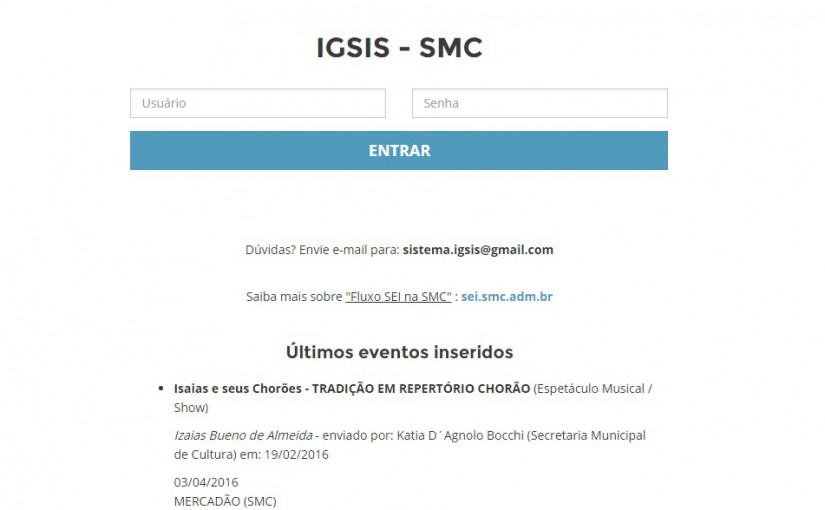 IGSIS - SMC
Usuário
Senha
ENTRAR
Dúvidas? Envie e-mail para: sistema.igsis@gmail.com
Saiba mais sobre "Fluxo SEI na SMC" : sei.smc.adm.br
Últimos eventos inseridos
• Isaias e seus Chorões - TRADIÇÃO EM REPERTÓRIO CHORÃO (Espetáculo Musical /
Show)
Izaias Bueno de Almeida - enviado por: Katia D´Agnolo Bocchi (Secretaria Municipal
de Cultura) em: 19/02/2016
03/04/2016
MERCADÃO (SMC)